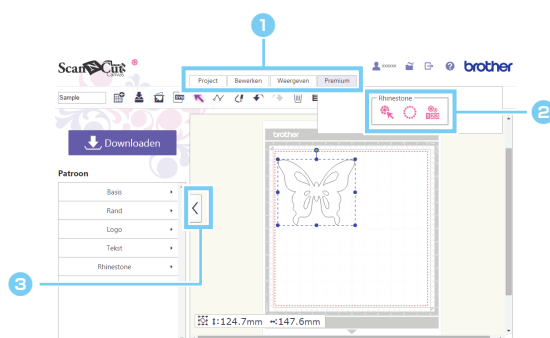 1
ScanNCut
Canvas
Project Bewerken Weergeven Premium
brother
Sample
SVG
Rhinestone
2
Downloaden
brother
Patroon
Basis
Rand
Logo
Tekst
Rhinestone
3
124.7mm 147.6mm